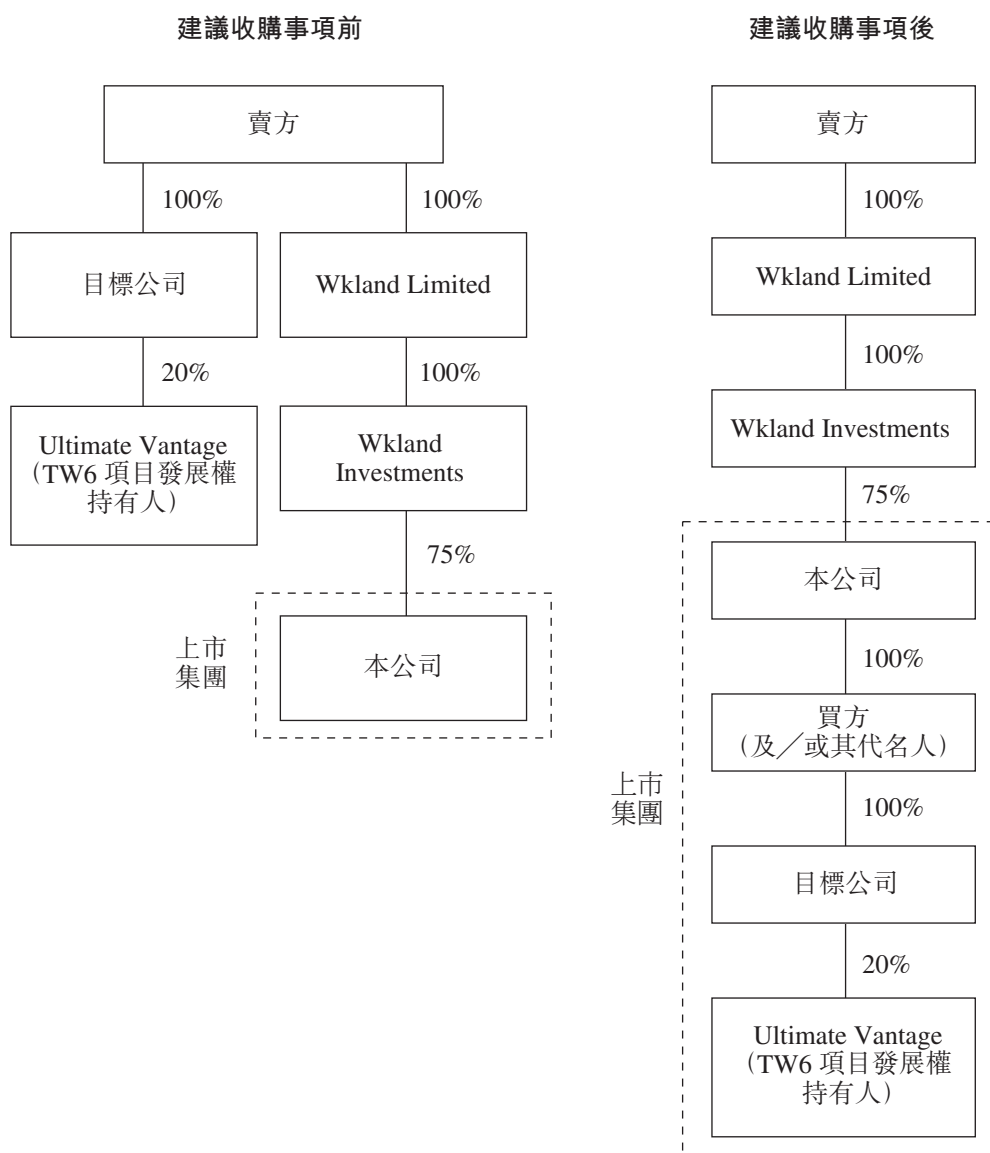 建議收購事項前
賣方
100%
100%
目標公司
Wkland Limited
20%
100%
Ultimate Vantage
（TW6 項目發展權
持有人）
Wkland
Investments
75%
上市
集團
本公司
建議收購事項後
賣方
100%
Wkland Limited
100%
Wkland Investments
75%
本公司
100%
買方
（及／或其代名人）
上市
集團
100%
目標公司
20%
Ultimate Vantage
（TW6 項目發展權
持有人）